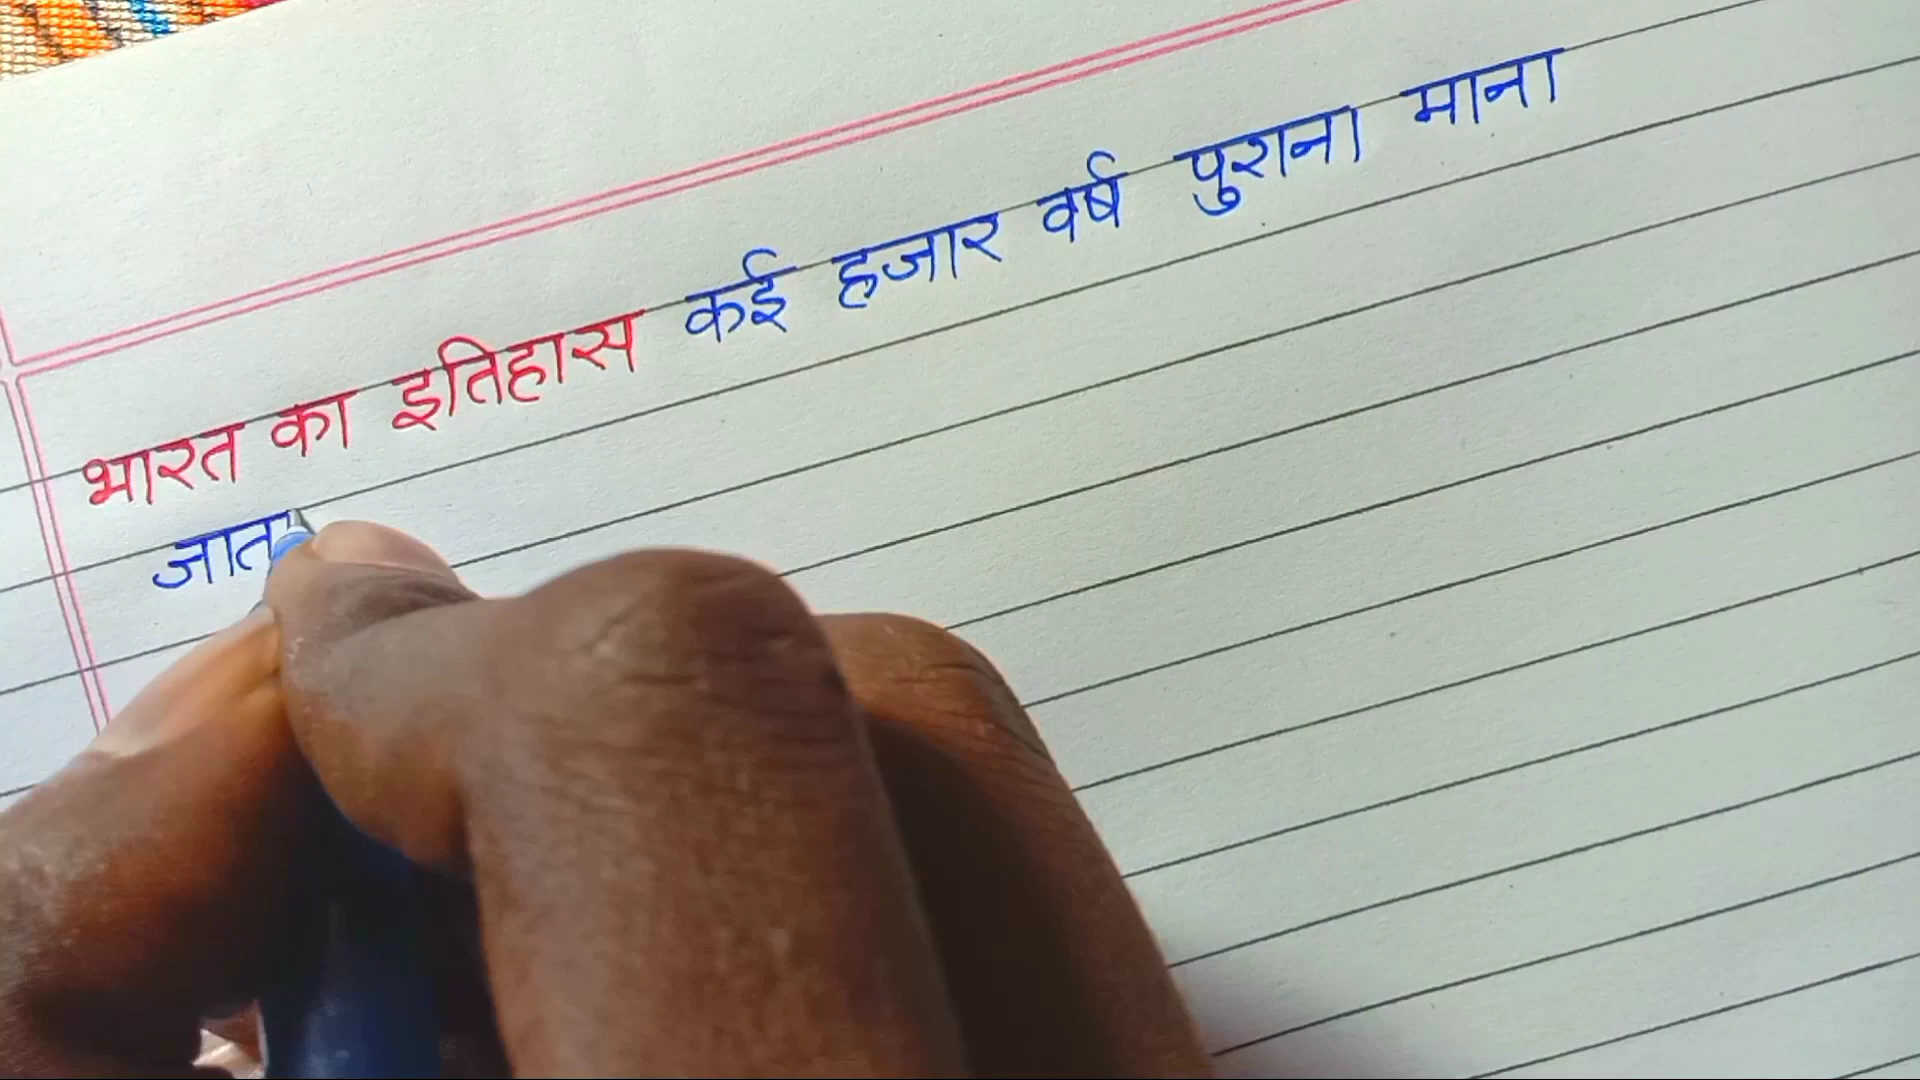 भारत का इतिहास कई हजार वर्ष पुराना माना
जात